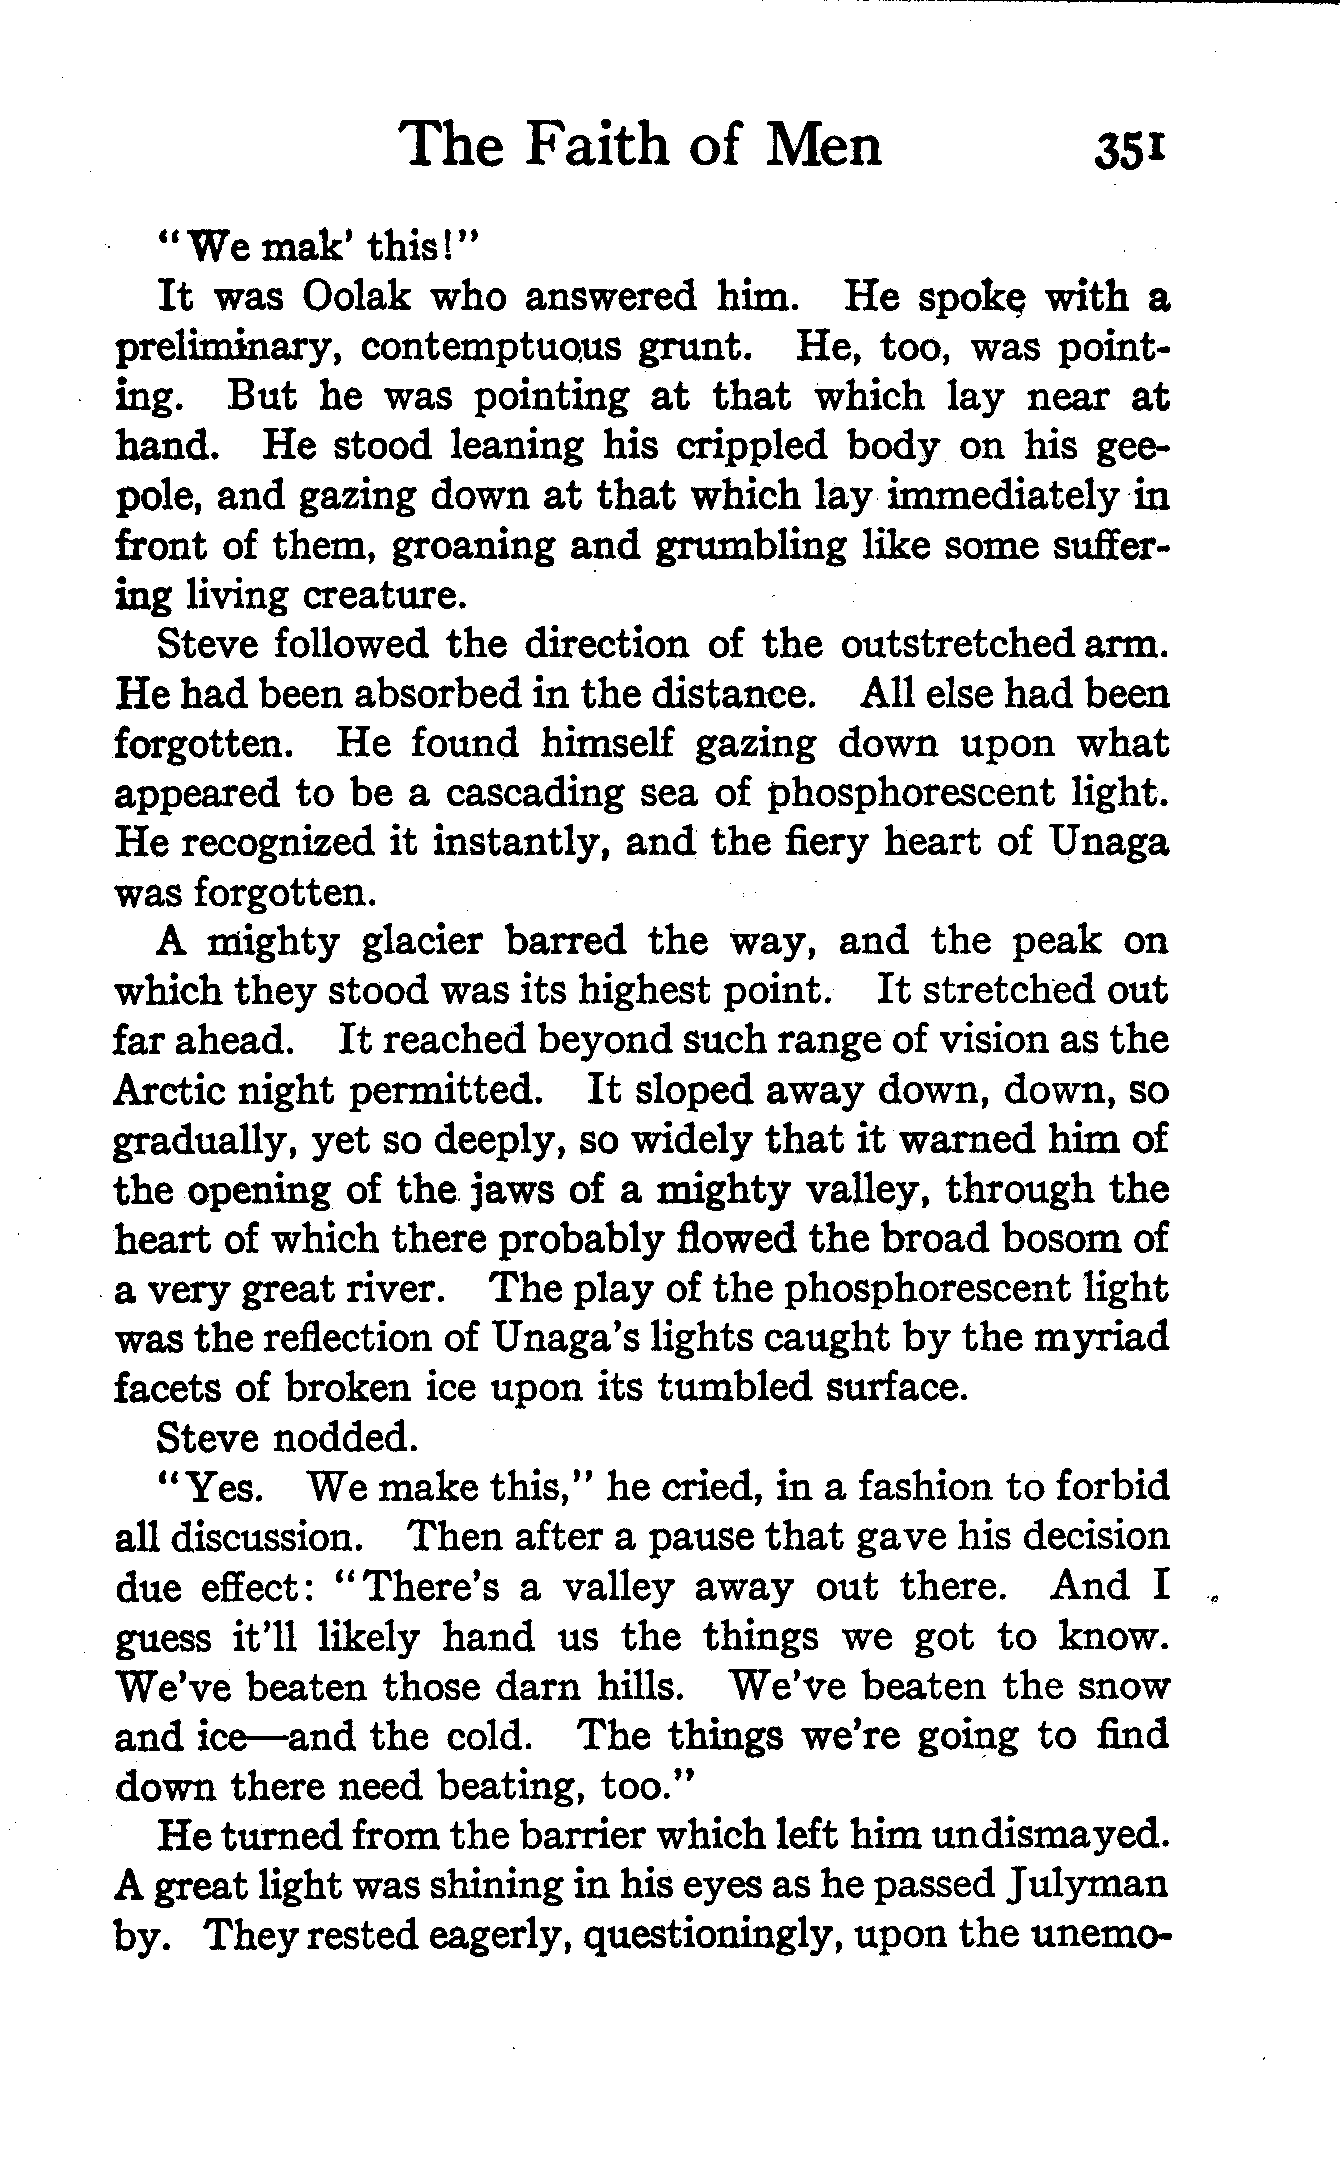 The Faith of Men 351
"We mak' this!"
It was Oolak who answered him. He spoke with a
preliminary, contemptuous grunt. He, too, was point-
ing. But he was pointing at that which lay near at
hand. He stood leaning his crippled body on his gee-
pole, and gazing down at that which lay immediately in
front of them, groaning and grumbling like some suffer-
ing living creature.
Steve followed the direction of the outstretched arm.
He had been absorbed in the distance. All else had been
forgotten. He found himself gazing down upon what
appeared to be a cascading sea of phosphorescent light.
He recognized it instantly, and the fiery heart of Unaga
was forgotten.
A mighty glacier barred the way, and the peak on
which they stood was its highest point. It stretched out
far ahead. It reached beyond such range of vision as the
Arctic night permitted. It sloped away down, down, so
gradually, yet so deeply, so widely that it warned him of
the opening of the jaws of a mighty valley, through the
heart of which there probably flowed the broad bosom of
a very great river. The play of the phosphorescent light
was the reflection of Unaga's lights caught by the myriad
facets of broken ice upon its tumbled surface.
Steve nodded.
"Yes. We make this," he cried, in a fashion to forbid
all discussion. Then after a pause that gave his decision
due effect: "There's a valley away out there. And I
guess it'll likely hand us the things we got to know.
We've beaten those darn hills. We've beaten the snow
and ice—and the cold. The things we're going to find
down there need beating, too."
He turned from the barrier which left him undismayed.
A great light was shining in his eyes as he passed Julyman
by. They rested eagerly, questioningly, upon the unemo-